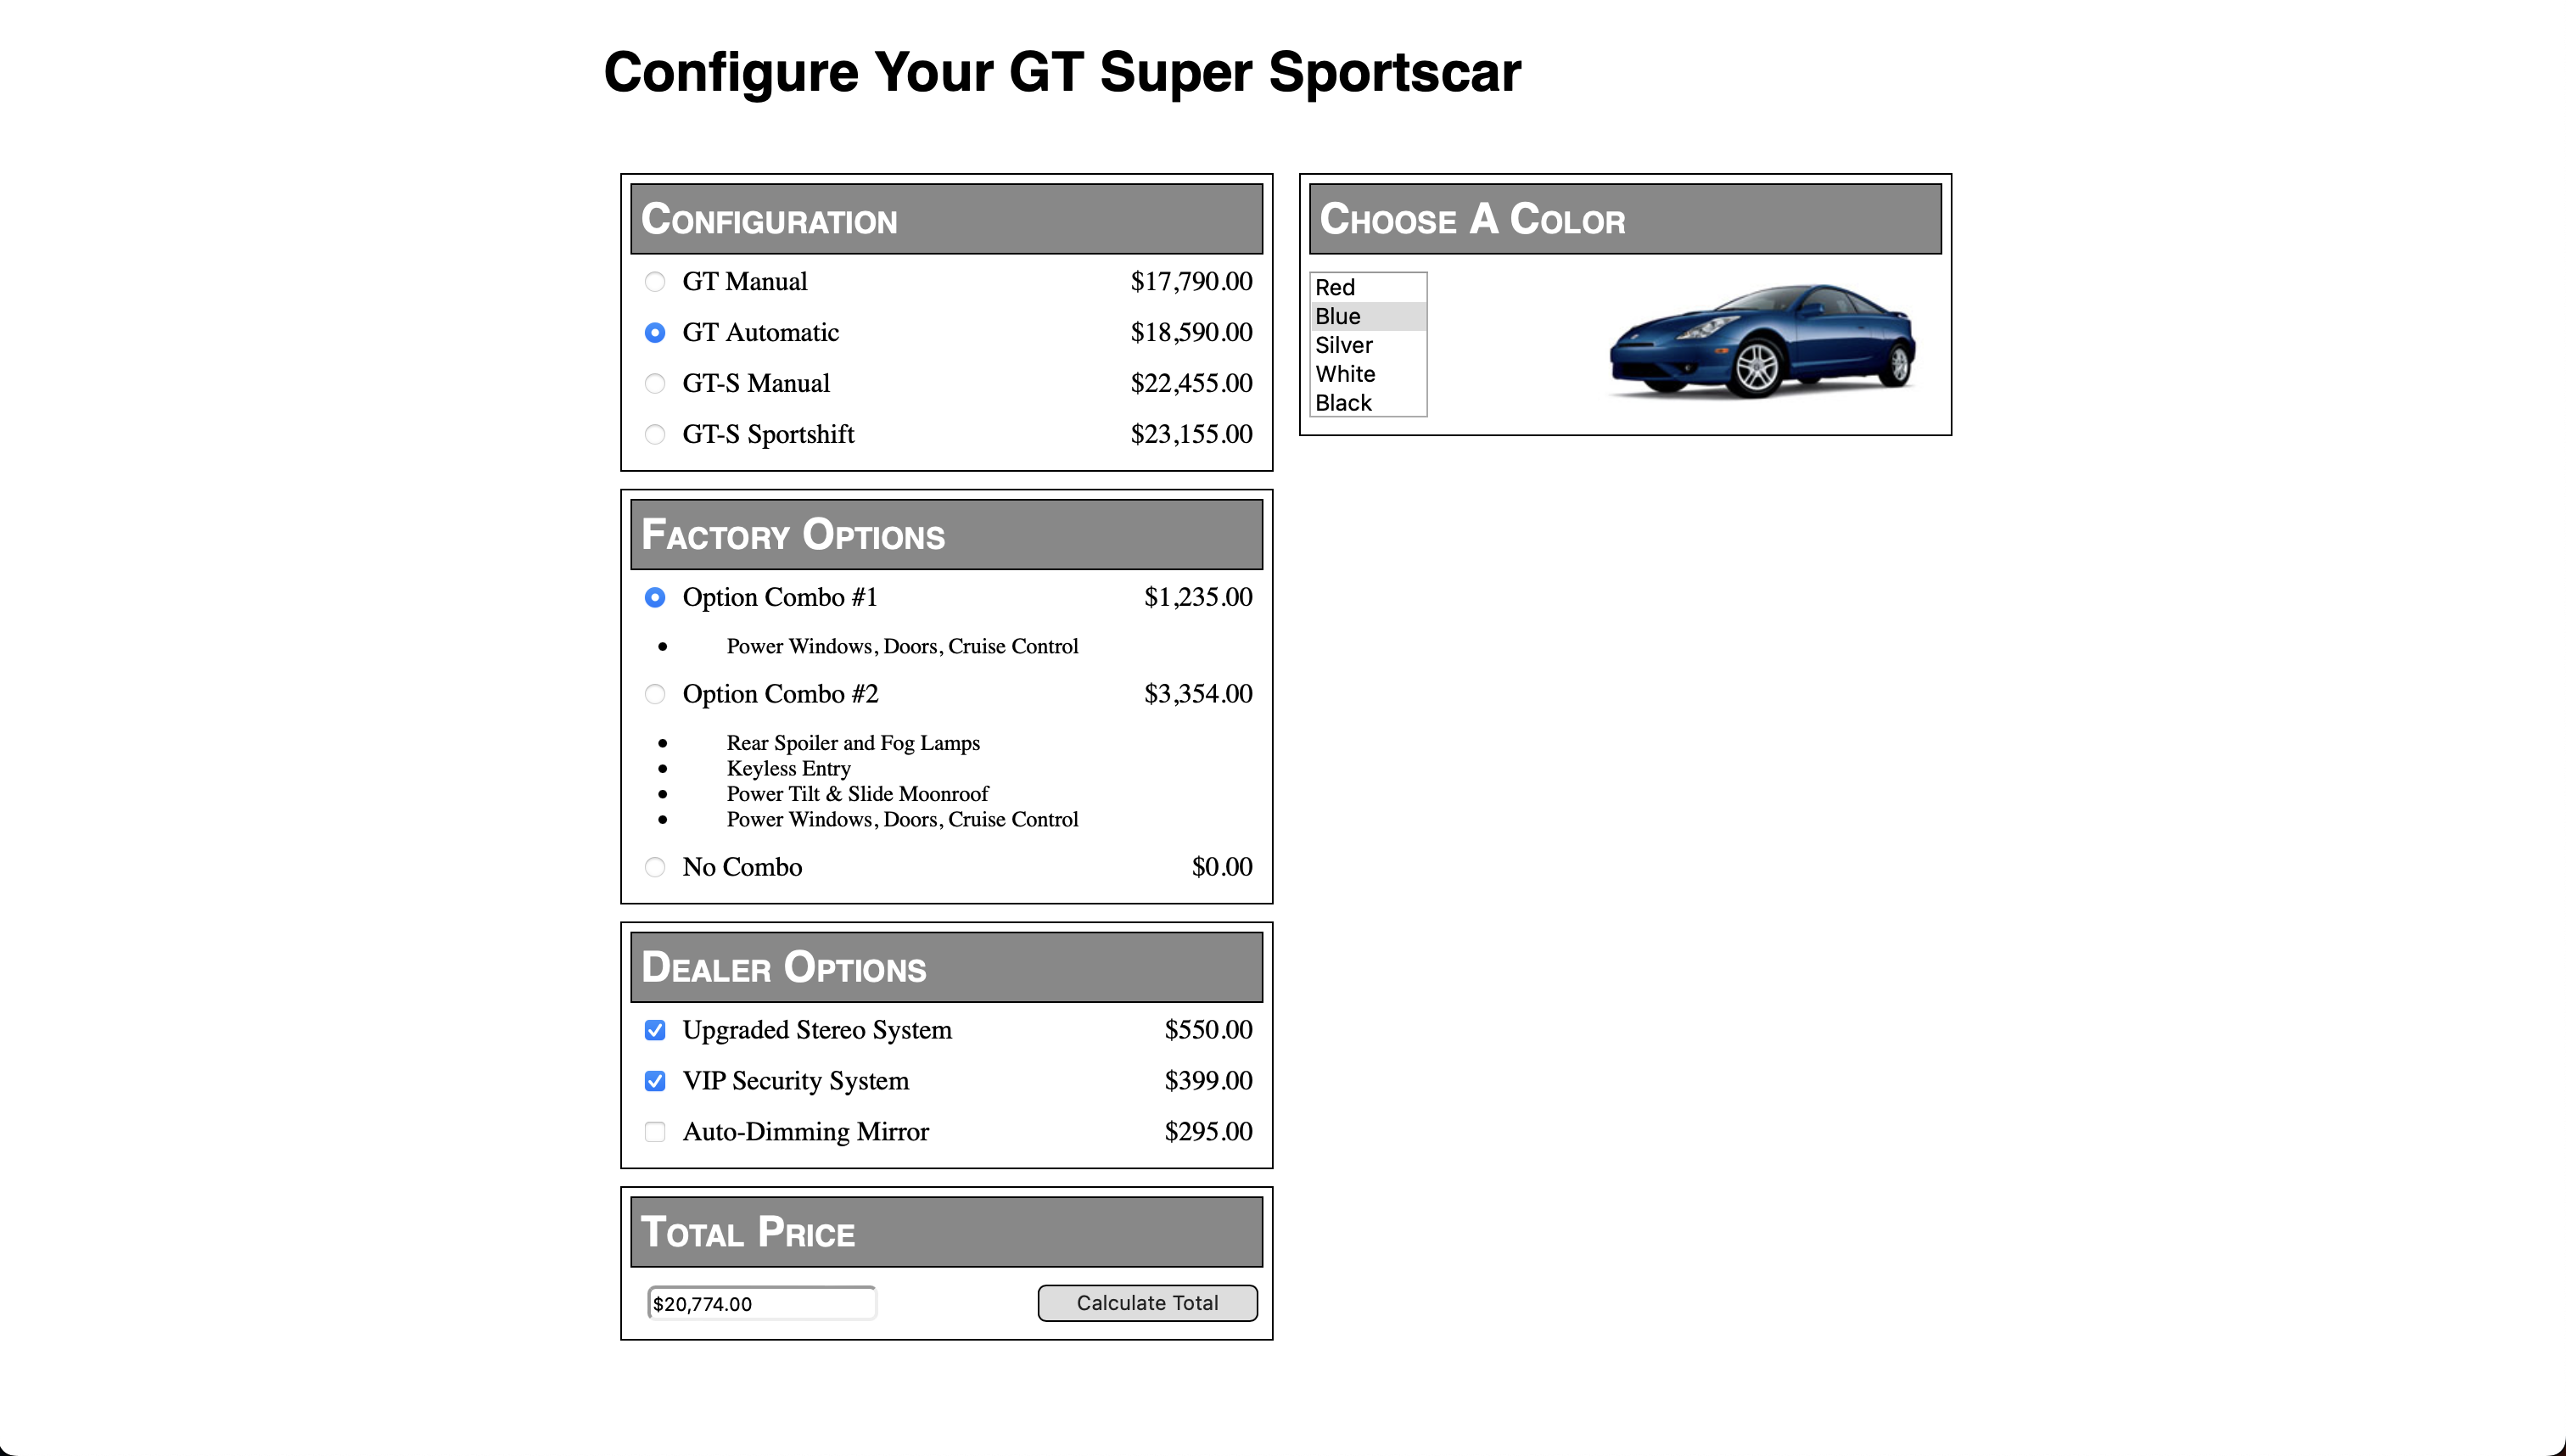 Configure Your GT Super Sportscar
Configuration
GT Manual $17,790.00
GT Automatic $18,590.00
GT-S Manual $22,455.00
GT-S Sportshift $23,155.00
Factory Options
Option Combo #1 $1,235.00
• Power Windows, Doors, Cruise Control
Option Combo #2 $3,354.00
• Rear Spoiler and Fog Lamps
• Keyless Entry
• Power Tilt & Slide Moonroof
• Power Windows, Doors, Cruise Control
No Combo $0.00
Dealer Options
Upgraded Stereo System $550.00
VIP Security System $399.00
Auto-Dimming Mirror $295.00
Total Price
$20,774.00 Calculate Total
Choose A Color
Red
Blue
Silver
White
Black